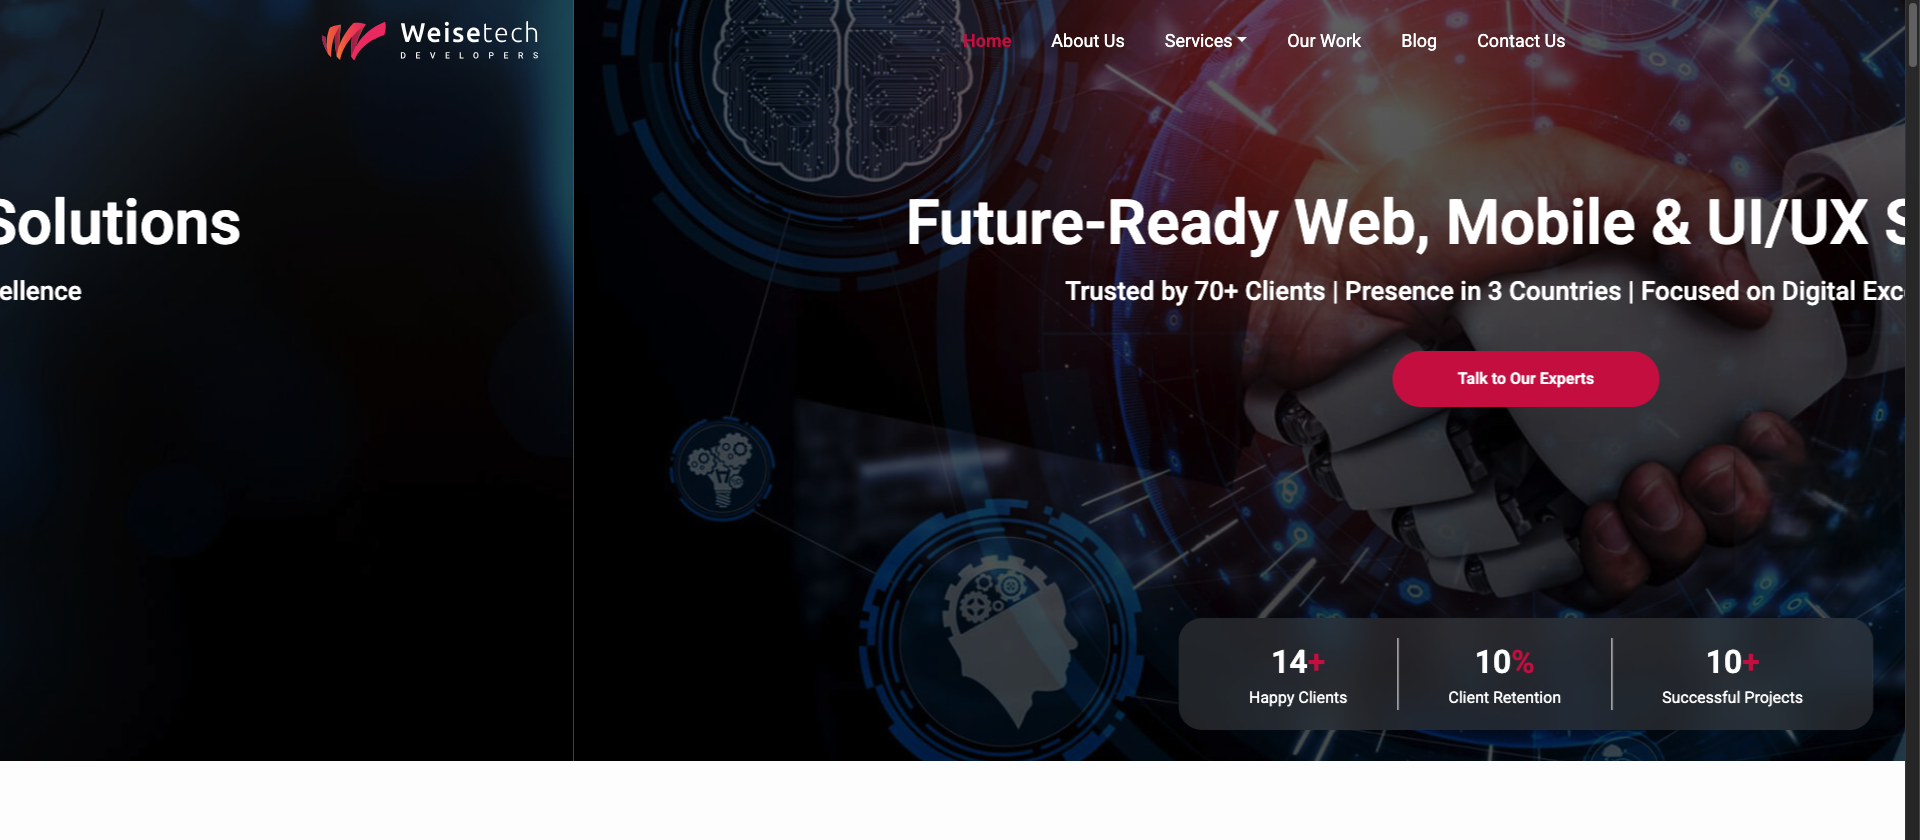 Weisetech
DEVELOPERS
Home
About Us
Services
Our Work
Blog
Contact Us
Solutions
ellence
Future-Ready Web, Mobile & UI/UX S
Trusted by 70+ Clients | Presence in 3 Countries | Focused on Digital Exc
Talk to Our Experts
14+
Happy Clients
10%
Client Retention
10+
Successful Projects